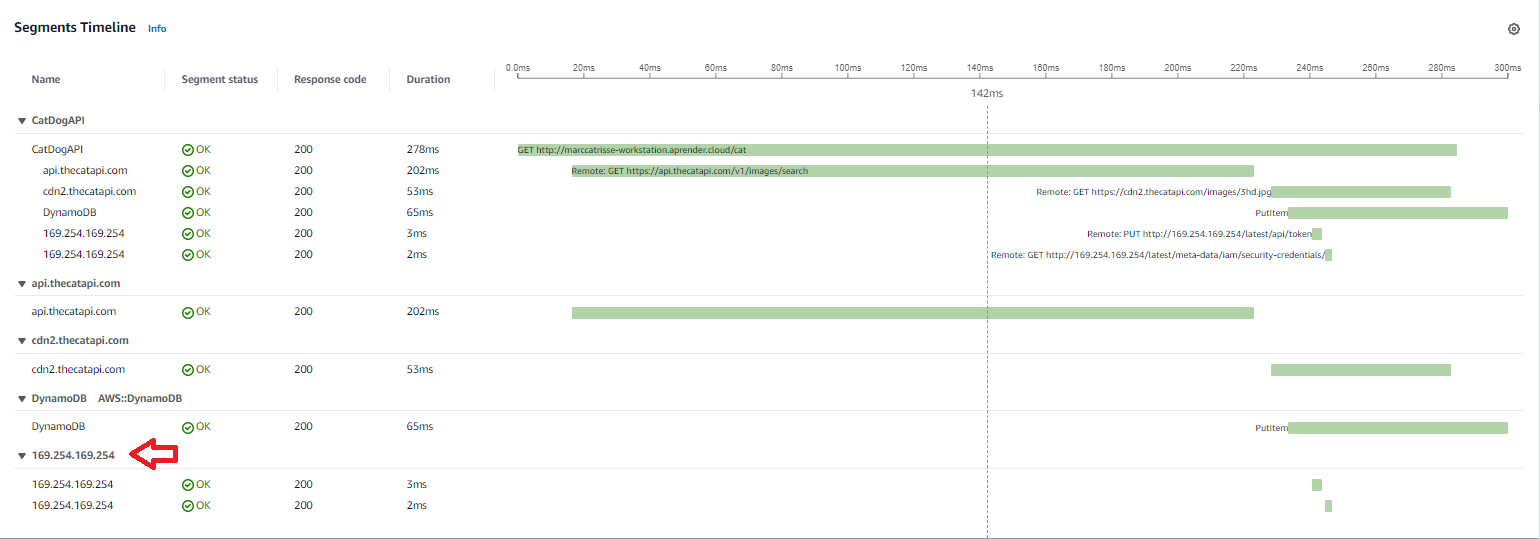 Segments Timeline Info
0.0ms 20ms 40ms 60ms 80ms 100ms 120ms 140ms 160ms 180ms 200ms 220ms 240ms 260ms 280ms 300ms
Name Segment status Response code Duration
142ms
CatDogAPI
CatDogAPI OK 200 278ms GET http://marccatrisse-workstation.aprender.cloud/cat
api.thecatapi.com OK 200 202ms Remote: GET https://api.thecatapi.com/v1/images/search
cdn2.thecatapi.com OK 200 53ms Remote: GET https://cdn2.thecatapi.com/images/3hd.jpg
DynamoDB OK 200 65ms PutItem
169.254.169.254 OK 200 3ms Remote: PUT http://169.254.169.254/latest/api/token
169.254.169.254 OK 200 2ms Remote: GET http://169.254.169.254/latest/meta-data/iam/security-credentials/
api.thecatapi.com
api.thecatapi.com OK 200 202ms
cdn2.thecatapi.com
cdn2.thecatapi.com OK 200 53ms
DynamoDB AWS::DynamoDB
DynamoDB OK 200 65ms PutItem
169.254.169.254
169.254.169.254 OK 200 3ms
169.254.169.254 OK 200 2ms